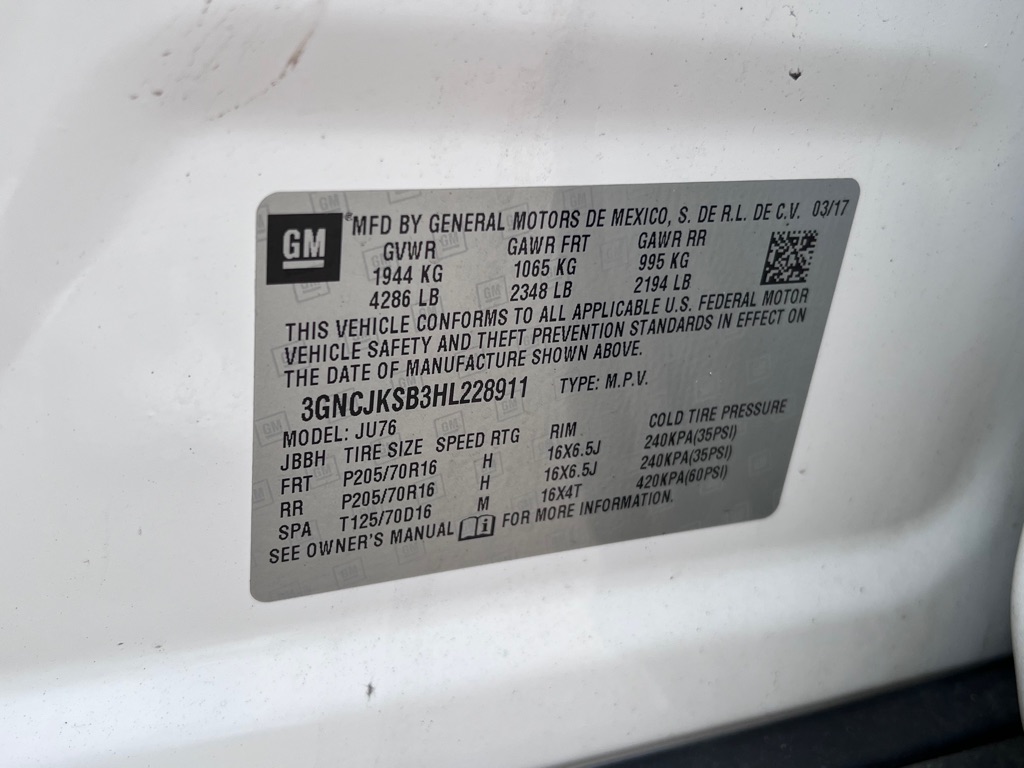 GM
®MFD BY GENERAL MOTORS DE MEXICO, S. DE R.L. DE C.V. 03/17
GVWR GAWR FRT GAWR RR
1944 KG 1065 KG 995 KG
4286 LB 2348 LB 2194 LB
THIS VEHICLE CONFORMS TO ALL APPLICABLE U.S. FEDERAL MOTOR
VEHICLE SAFETY AND THEFT PREVENTION STANDARDS IN EFFECT ON
THE DATE OF MANUFACTURE SHOWN ABOVE.
3GNCJKSB3HL228911 TYPE: M.P.V.
MODEL: JU76
JBBH TIRE SIZE SPEED RTG RIM COLD TIRE PRESSURE
FRT P205/70R16 H 16X6.5J 240KPA(35PSI)
RR P205/70R16 H 16X6.5J 240KPA(35PSI)
SPA T125/70D16 M 16X4T 420KPA(60PSI)
SEE OWNER'S MANUAL FOR MORE INFORMATION.